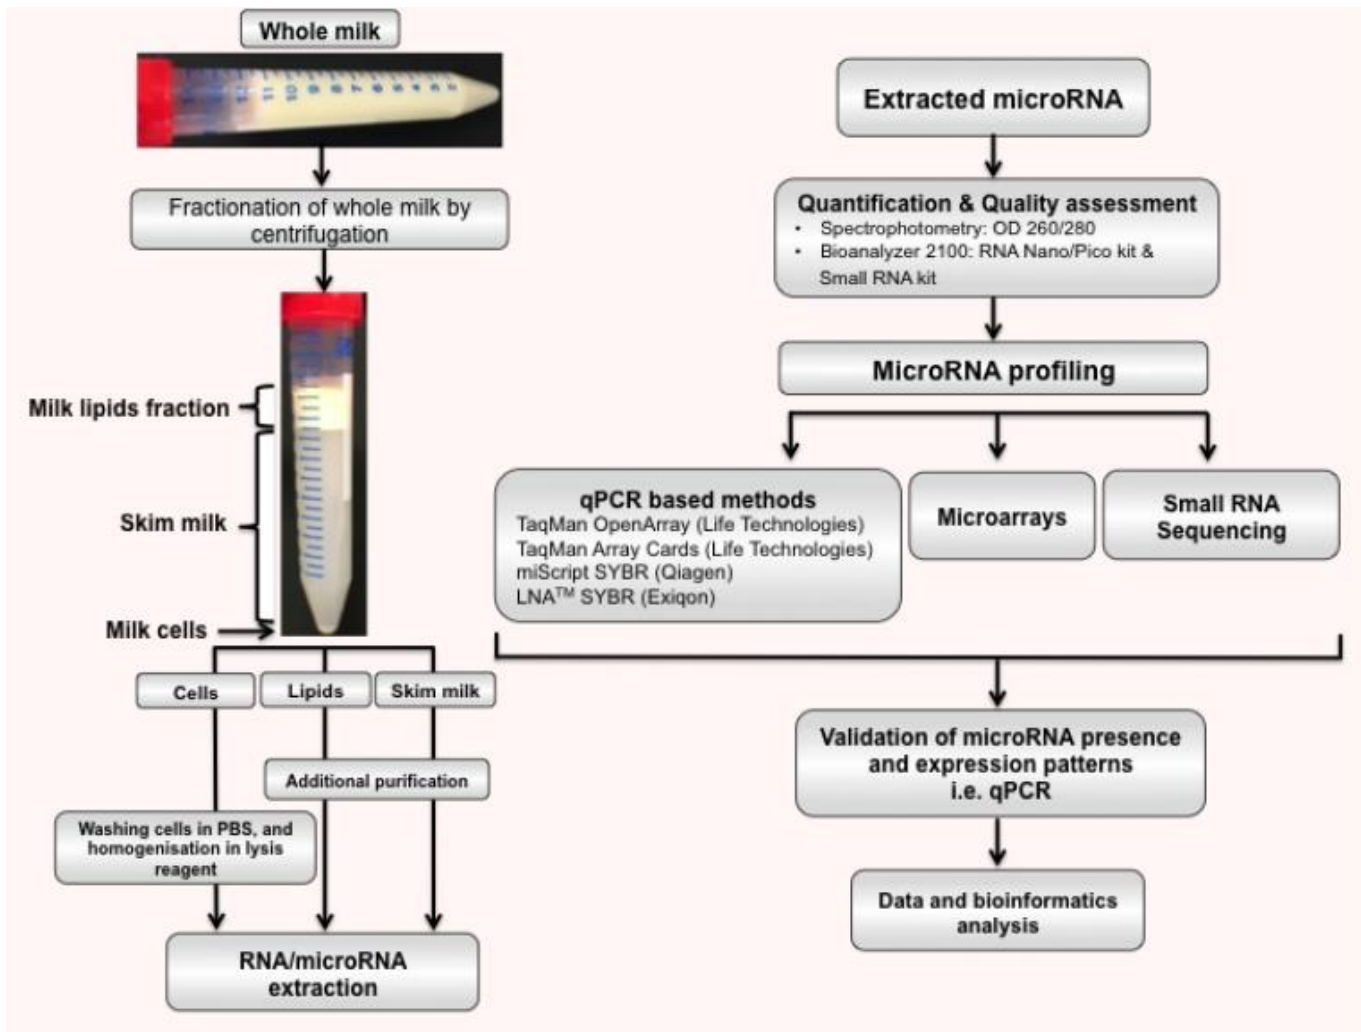 Whole milk
Fractionation of whole milk by
centrifugation
Milk lipids fraction
Skim milk
Milk cells
Cells
Lipids
Skim milk
Additional purification
Washing cells in PBS, and
homogenisation in lysis
reagent
RNA/microRNA
extraction
Extracted microRNA
Quantification & Quality assessment
• Spectrophotometry: OD 260/280
• Bioanalyzer 2100: RNA Nano/Pico kit &
Small RNA kit
MicroRNA profiling
qPCR based methods
TaqMan OpenArray (Life Technologies)
TaqMan Array Cards (Life Technologies)
miScript SYBR (Qiagen)
LNA™ SYBR (Exiqon)
Microarrays
Small RNA
Sequencing
Validation of microRNA presence
and expression patterns
i.e. qPCR
Data and bioinformatics
analysis